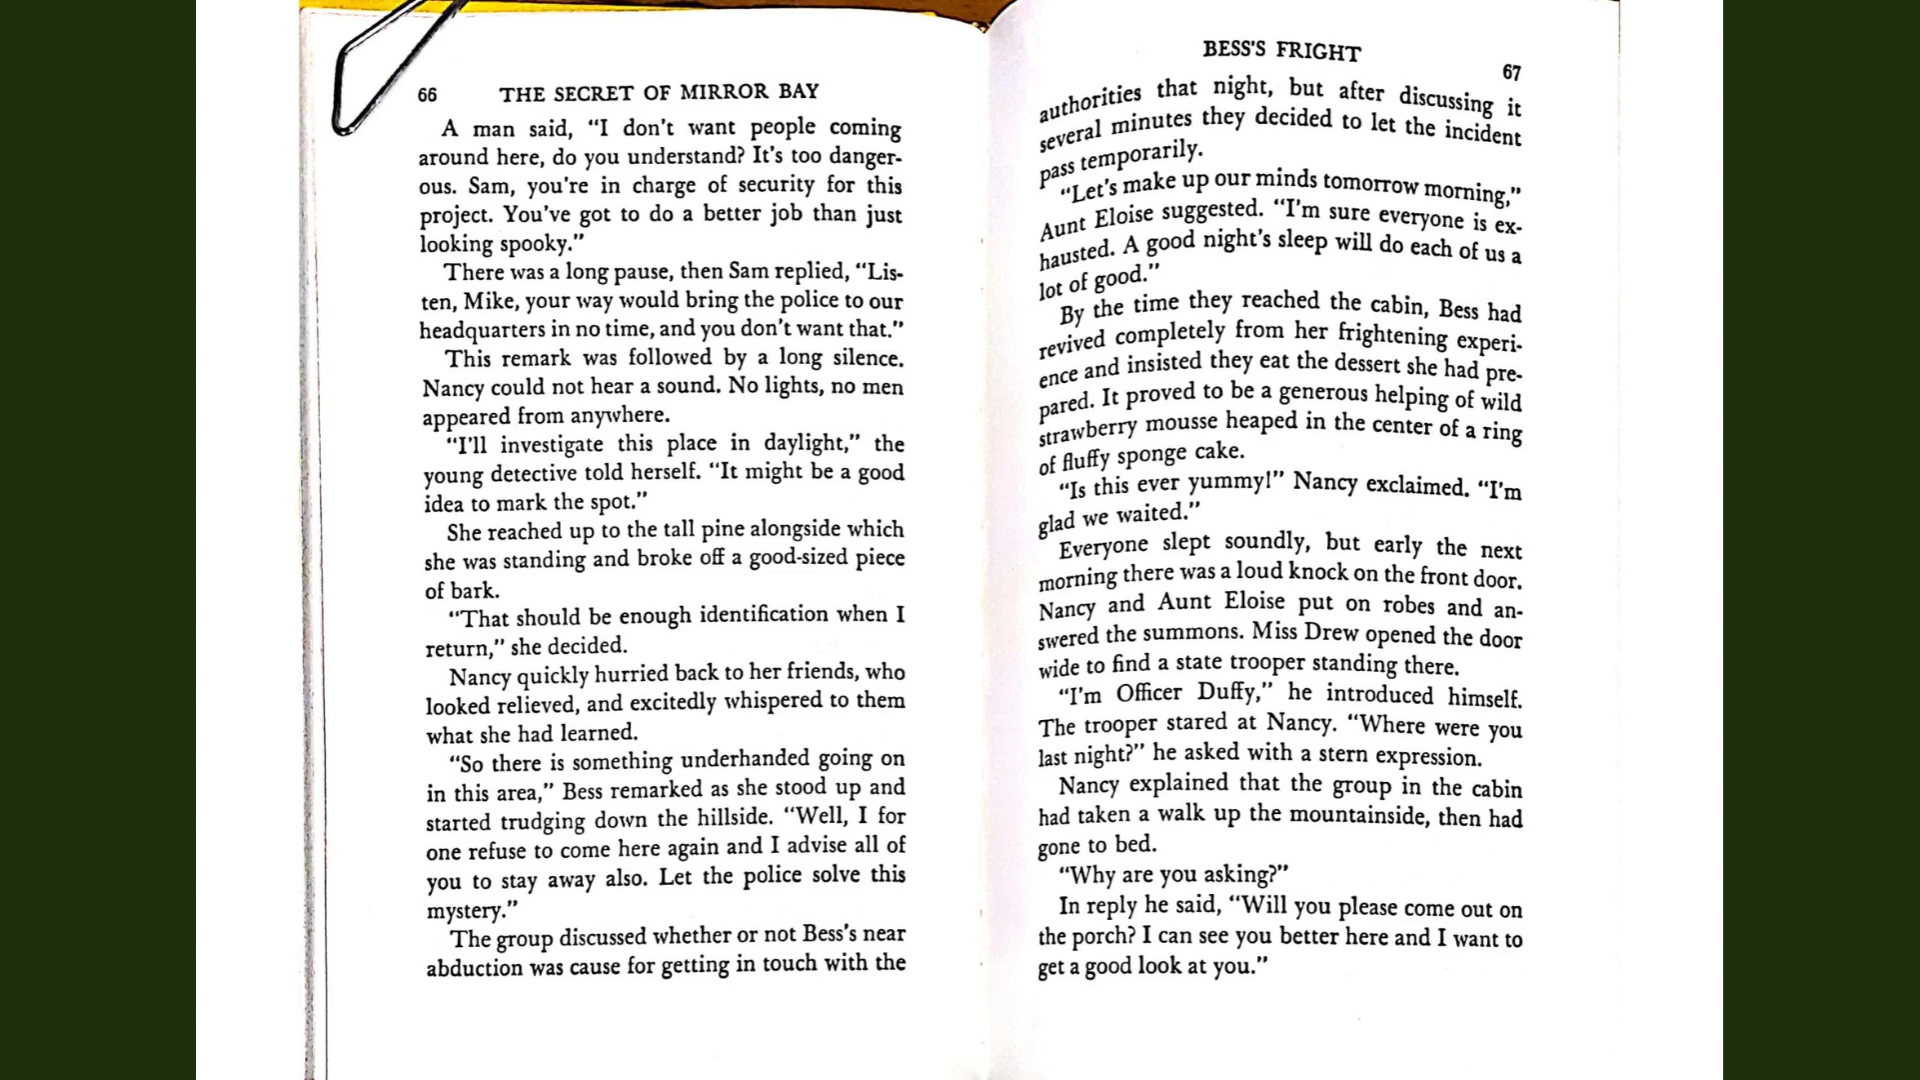 66 THE SECRET OF MIRROR BAY
A man said, “I don't want people coming
around here, do you understand? It's too danger-
ous. Sam, you're in charge of security for this
project. You've got to do a better job than just
looking spooky.”
There was a long pause, then Sam replied, “Lis-
ten, Mike, your way would bring the police to our
headquarters in no time, and you don't want that.”
This remark was followed by a long silence.
Nancy could not hear a sound. No lights, no men
appeared from anywhere.
“I'll investigate this place in daylight,” the
young detective told herself. “It might be a good
idea to mark the spot.”
She reached up to the tall pine alongside which
she was standing and broke off a good-sized piece
of bark.
“That should be enough identification when I
return,” she decided.
Nancy quickly hurried back to her friends, who
looked relieved, and excitedly whispered to them
what she had learned.
“So there is something underhanded going on
in this area,” Bess remarked as she stood up and
started trudging down the hillside. “Well, I for
one refuse to come here again and I advise all of
you to stay away also. Let the police solve this
mystery.”
The group discussed whether or not Bess's near
abduction was cause for getting in touch with the
BESS'S FRIGHT 67
authorities that night, but after discussing it
several minutes they decided to let the incident
pass temporarily.
“Let's make up our minds tomorrow morning,”
Aunt Eloise suggested. “I'm sure everyone is ex-
hausted. A good night's sleep will do each of us a
lot of good.”
By the time they reached the cabin, Bess had
revived completely from her frightening experi-
ence and insisted they eat the dessert she had pre-
pared. It proved to be a generous helping of wild
strawberry mousse heaped in the center of a ring
of fluffy sponge cake.
“Is this ever yummy!” Nancy exclaimed. “I'm
glad we waited.”
Everyone slept soundly, but early the next
morning there was a loud knock on the front door.
Nancy and Aunt Eloise put on robes and an-
swered the summons. Miss Drew opened the door
wide to find a state trooper standing there.
“I'm Officer Duffy,” he introduced himself.
The trooper stared at Nancy. “Where were you
last night?” he asked with a stern expression.
Nancy explained that the group in the cabin
had taken a walk up the mountainside, then had
gone to bed.
“Why are you asking?”
In reply he said, “Will you please come out on
the porch? I can see you better here and I want to
get a good look at you.”